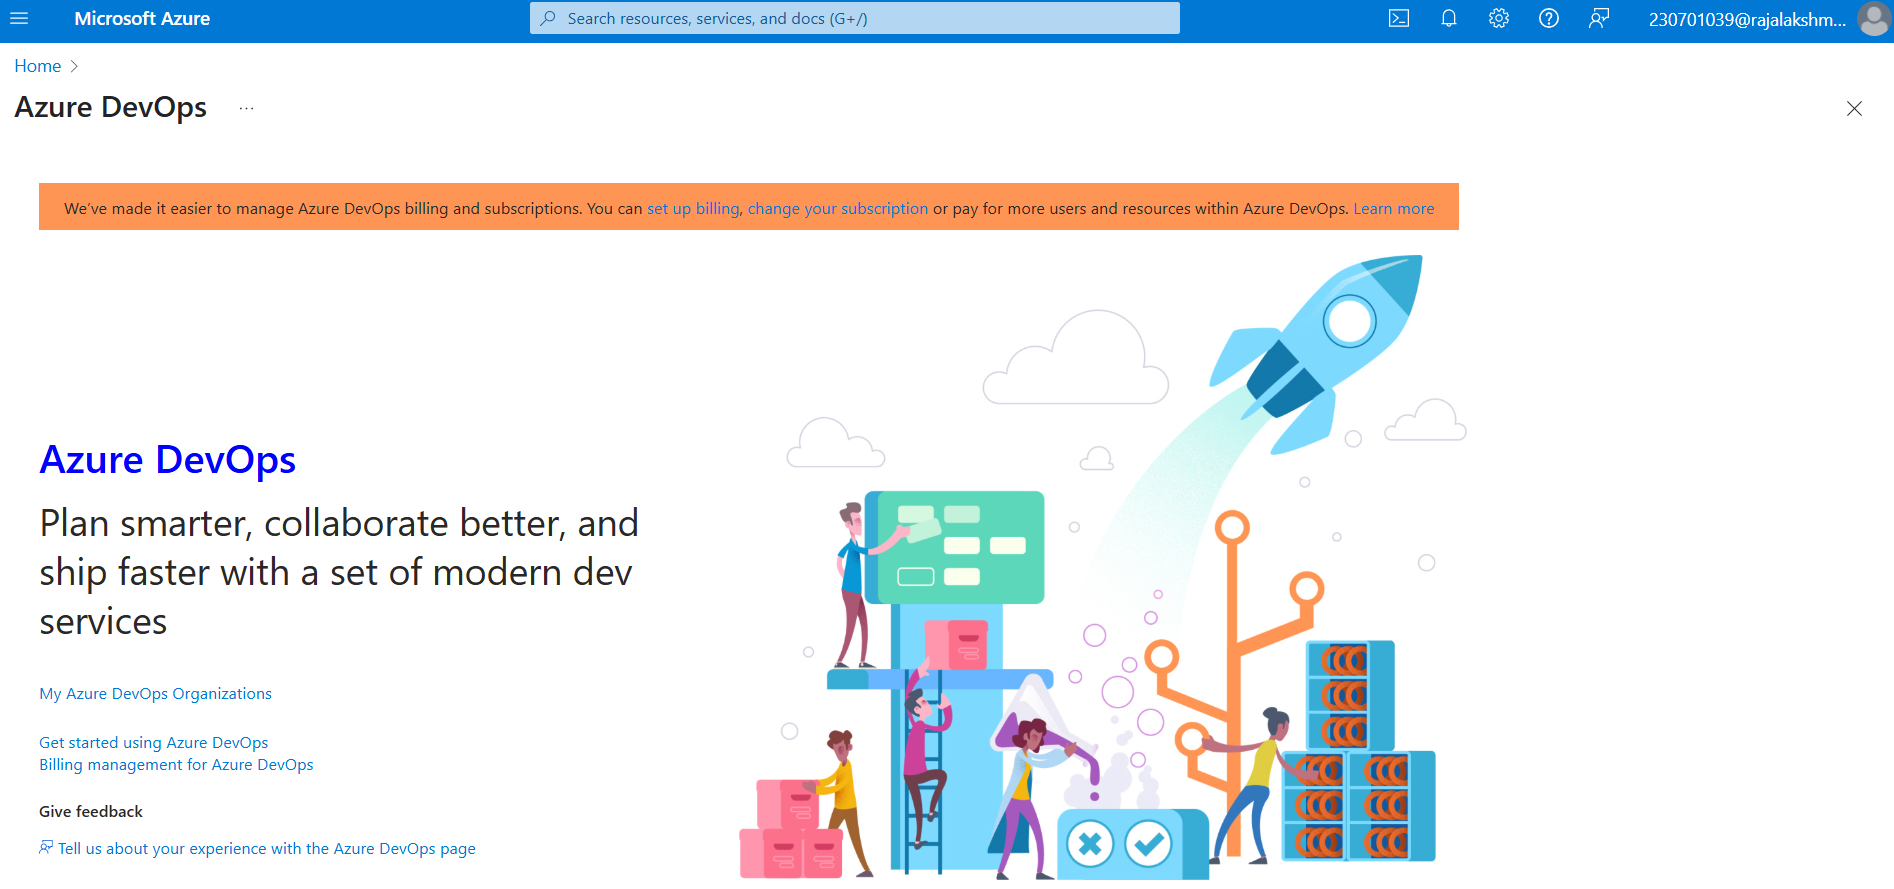 Microsoft Azure
Search resources, services, and docs (G+/)
230701039@rajalakshm...
Home
Azure DevOps
...
We've made it easier to manage Azure DevOps billing and subscriptions. You can set up billing, change your subscription or pay for more users and resources within Azure DevOps. Learn more
Azure DevOps
Plan smarter, collaborate better, and
ship faster with a set of modern dev
services
My Azure DevOps Organizations
Get started using Azure DevOps
Billing management for Azure DevOps
Give feedback
Tell us about your experience with the Azure DevOps page